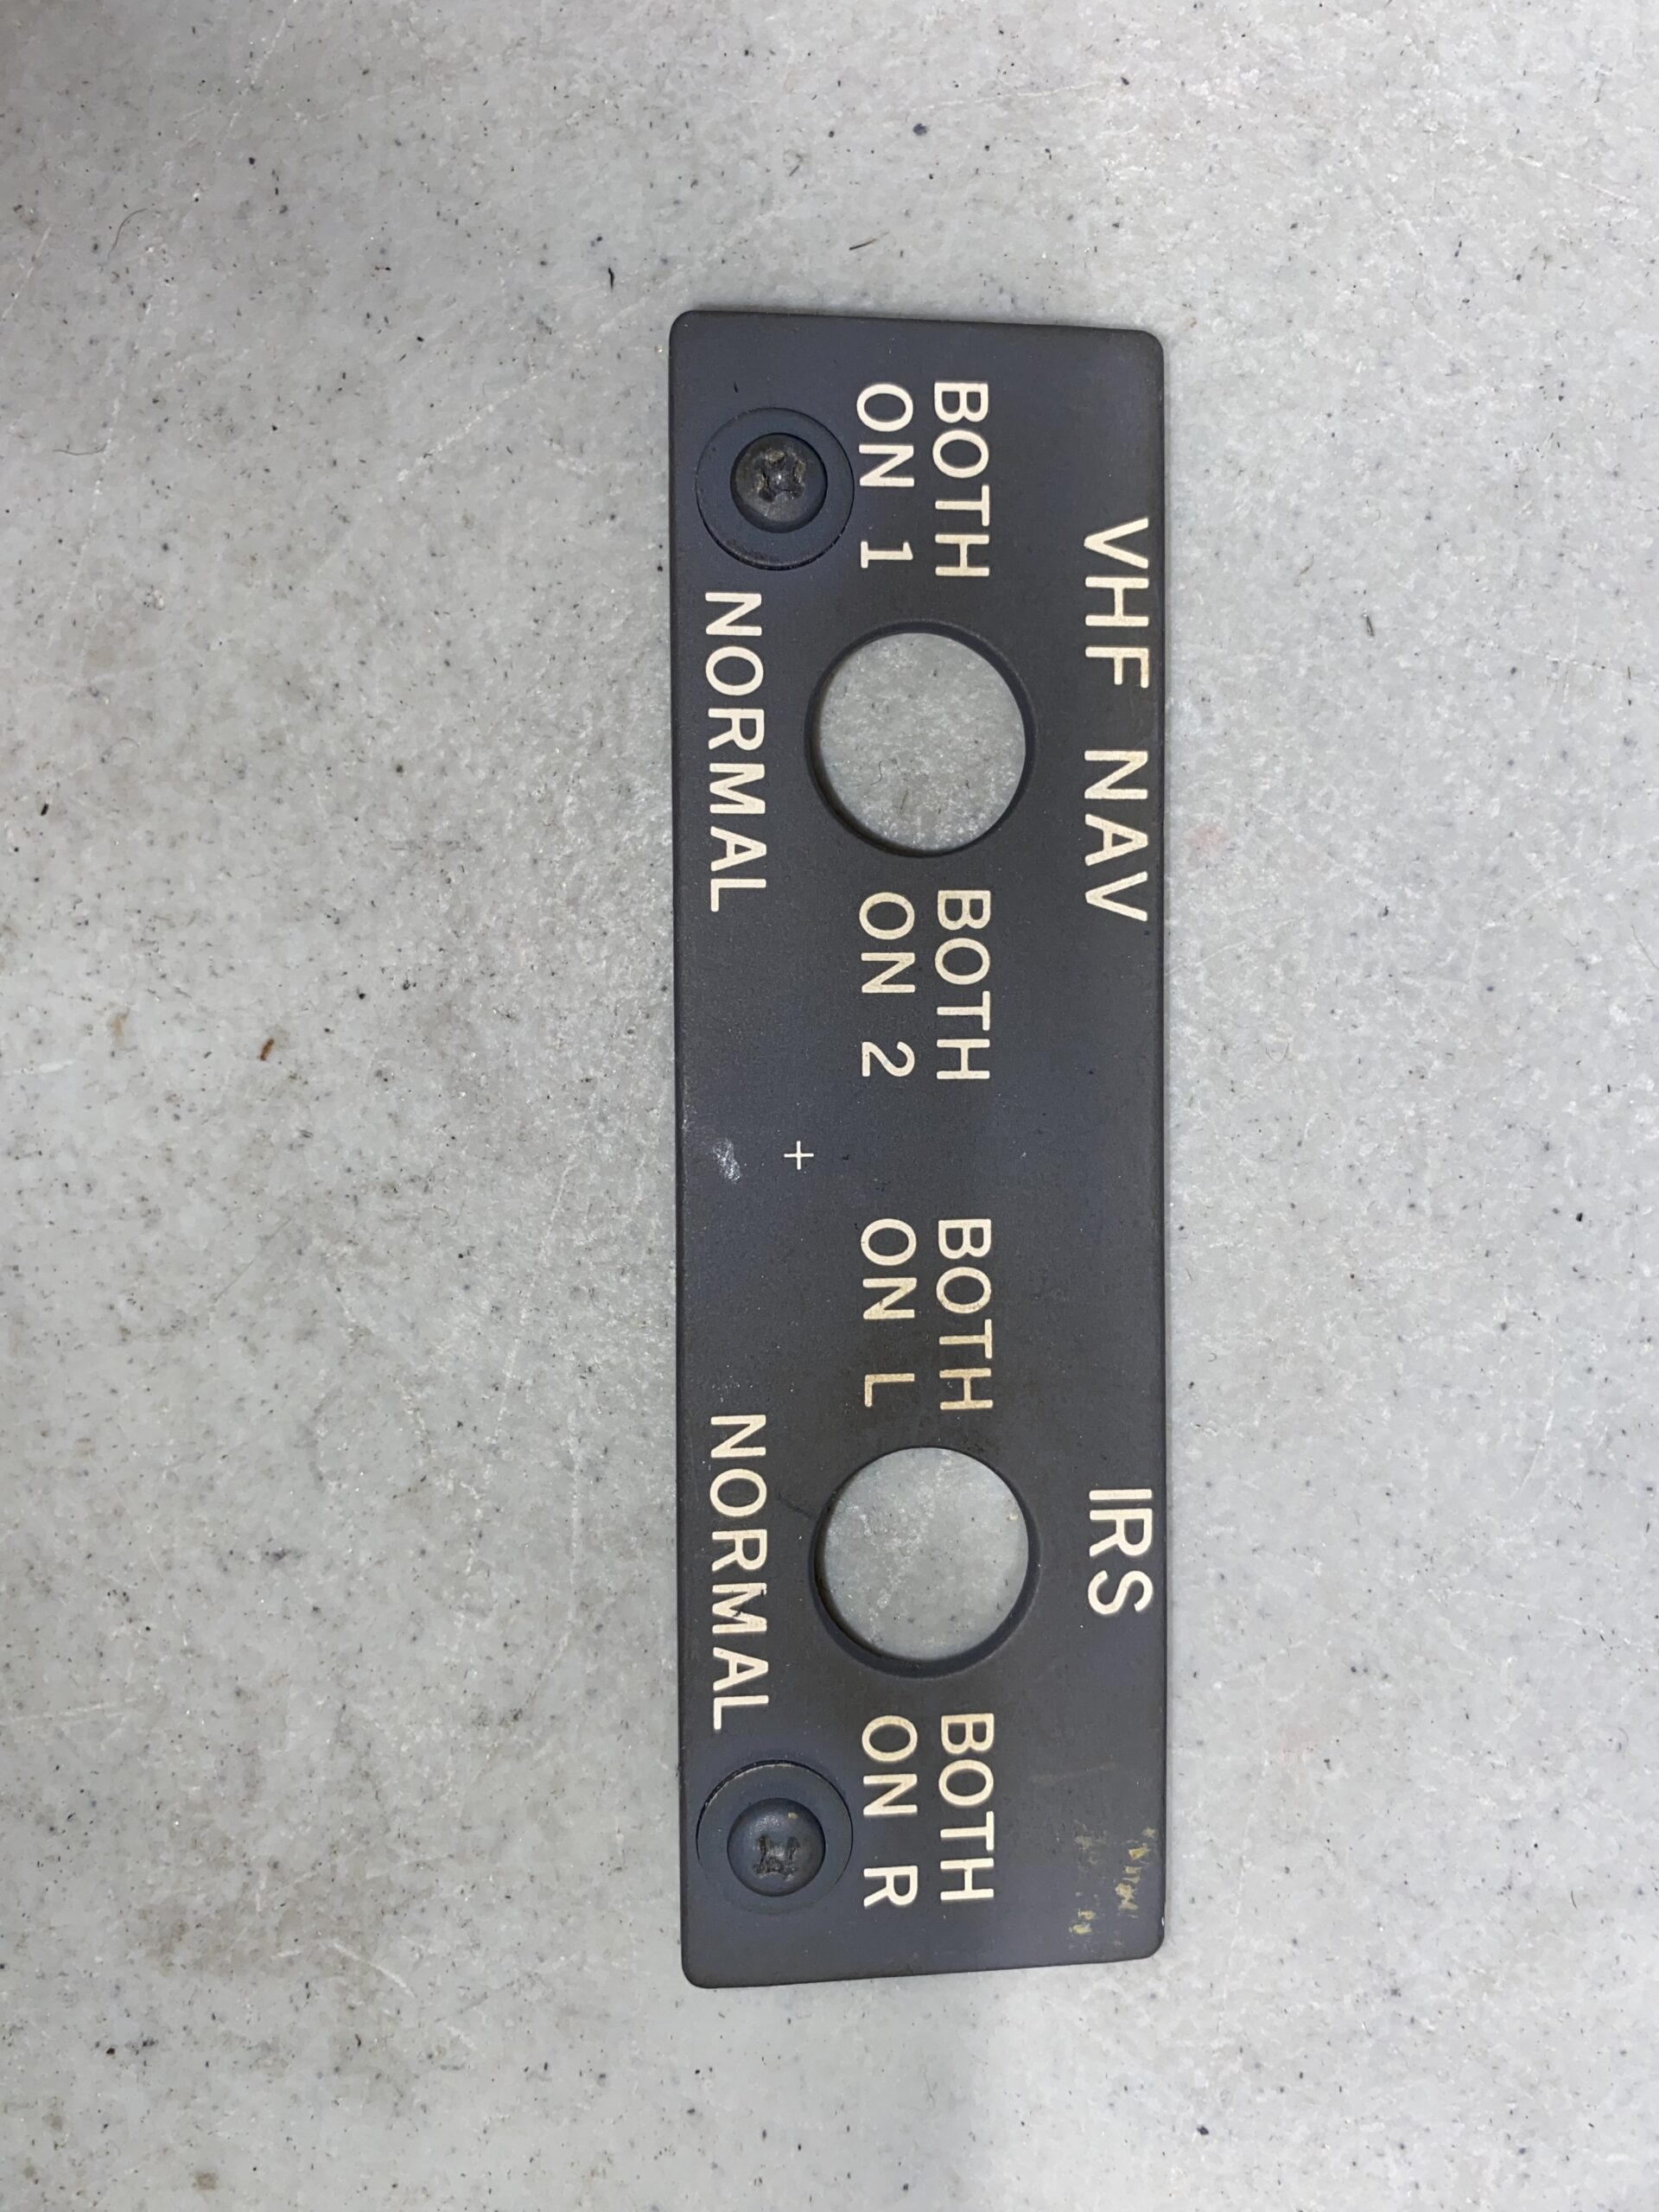 VHF NAV
IRS
BOTH
ON 1
BOTH
ON 2
BOTH
ON L
BOTH
ON R
NORMAL
NORMAL